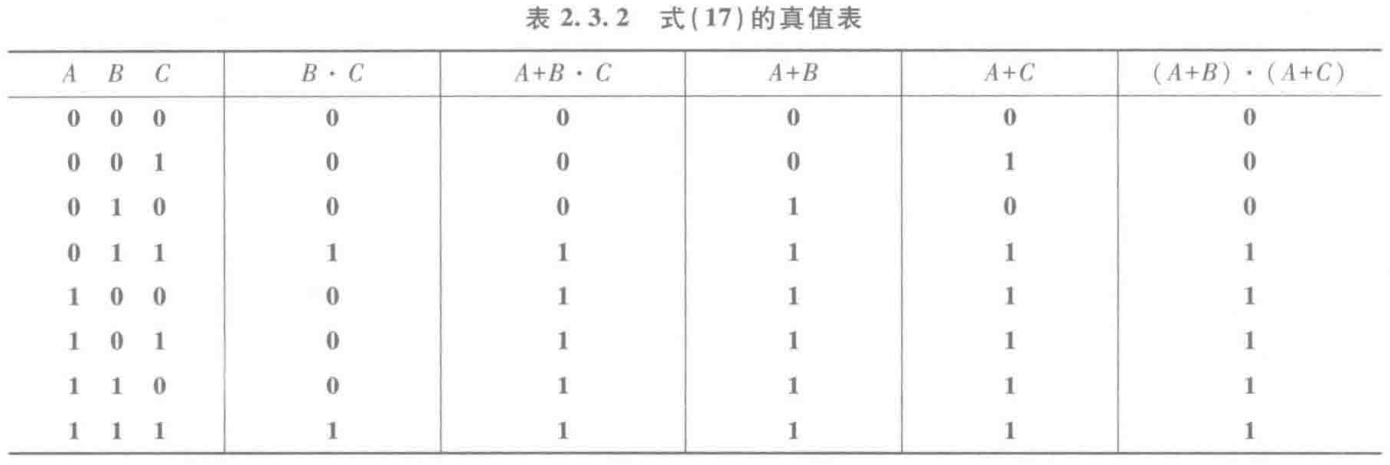 表 2.3.2 式(17)的真值表
A B C B · C A+B · C A+B A+C (A+B) · (A+C)
0 0 0 0 0 0 0 0
0 0 1 0 0 0 1 0
0 1 0 0 0 1 0 0
0 1 1 1 1 1 1 1
1 0 0 0 1 1 1 1
1 0 1 0 1 1 1 1
1 1 0 0 1 1 1 1
1 1 1 1 1 1 1 1